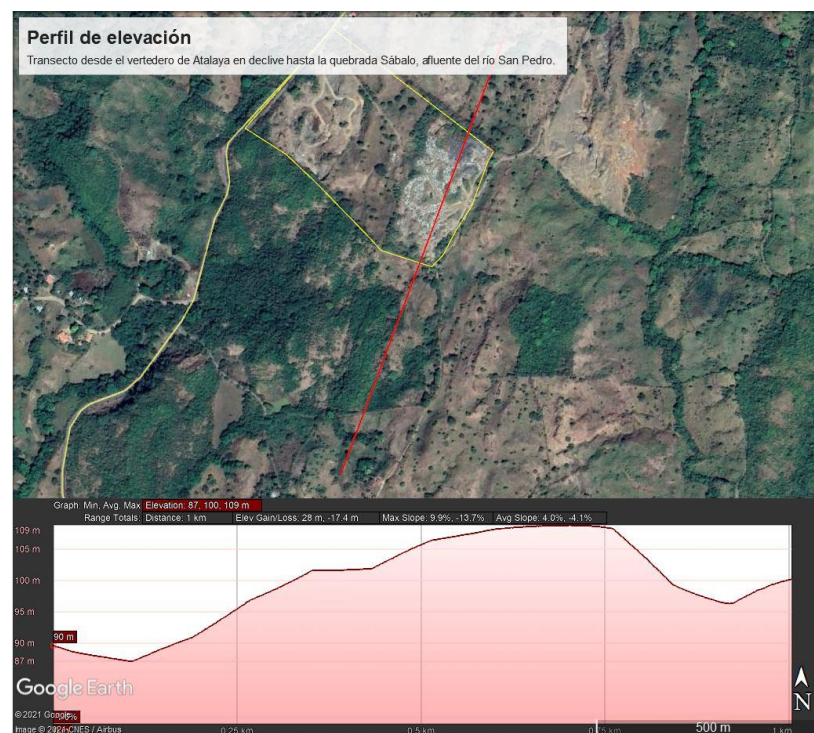 Perfil de elevación
Transecto desde el vertedero de Atalaya en declive hasta la quebrada Sábalo, afluente del río San Pedro.
Graph: Min, Avg, Max Elevation: 87, 100, 109 m
Range Totals: Distance: 1 km Elev Gain/Loss: 28 m, -17.4 m Max Slope: 9.9%, -13.7% Avg Slope: 4.0%, -4.1%
109 m
105 m
100 m
95 m
90 m
90 m
87 m
Google Earth
N
© 2021 Google
Image © 2021 CNES / Airbus
0.25 km
0.5 km
0.75 km
500 m
1 km